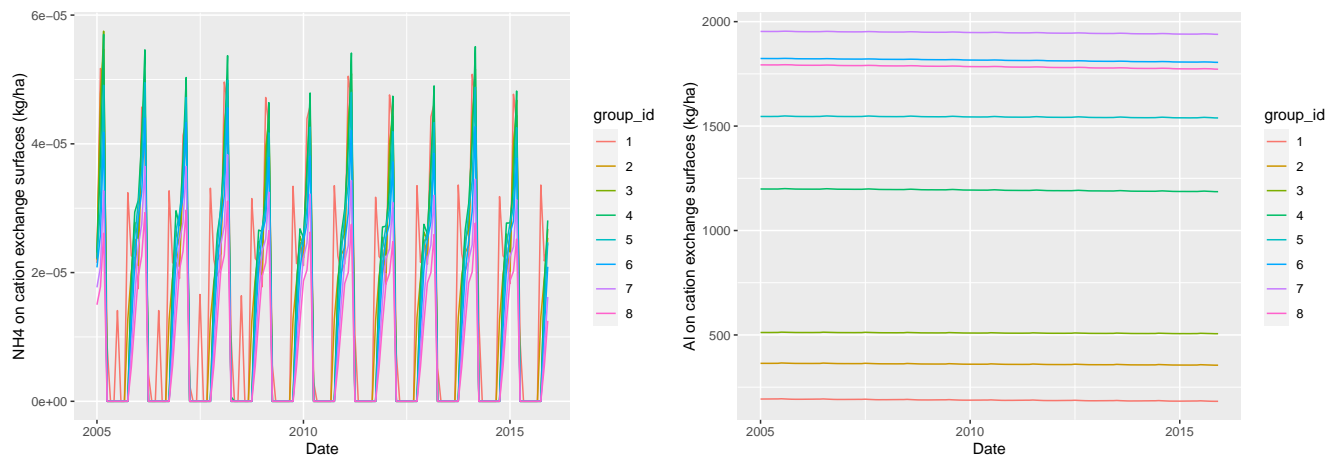 6e−05
4e−05
2e−05
0e+00
NH4 on cation exchange surfaces (kg/ha)
2005
2010
2015
Date
group_id
1
2
3
4
5
6
7
8
2000
1500
1000
500
Al on cation exchange surfaces (kg/ha)
2005
2010
2015
Date
group_id
1
2
3
4
5
6
7
8